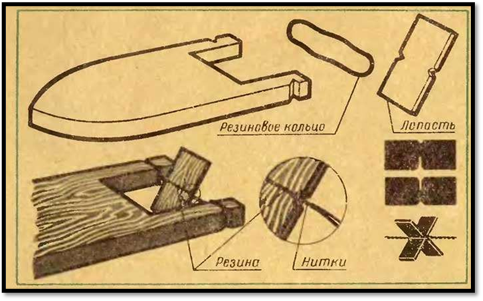 Резиновое кольцо
Лопасть
Резина
Нитки